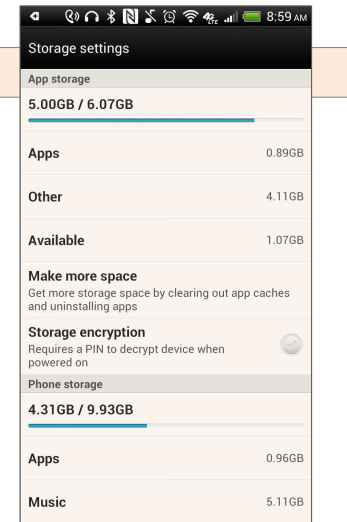 4G
LTE
8:59 AM
Storage settings
App storage
5.00GB / 6.07GB
Apps 0.89GB
Other 4.11GB
Available 1.07GB
Make more space
Get more storage space by clearing out app caches
and uninstalling apps
Storage encryption
Requires a PIN to decrypt device when
powered on
Phone storage
4.31GB / 9.93GB
Apps 0.96GB
Music 5.11GB